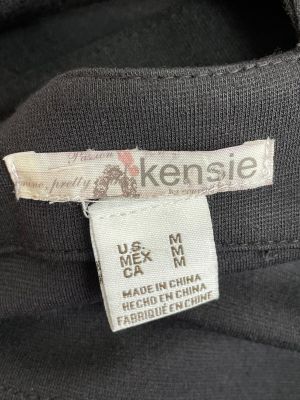 Passion
kensie
pretty
U.S. M
MEX M
CA M
MADE IN CHINA
HECHO EN CHINA
FABRIQUÉ EN CHINE